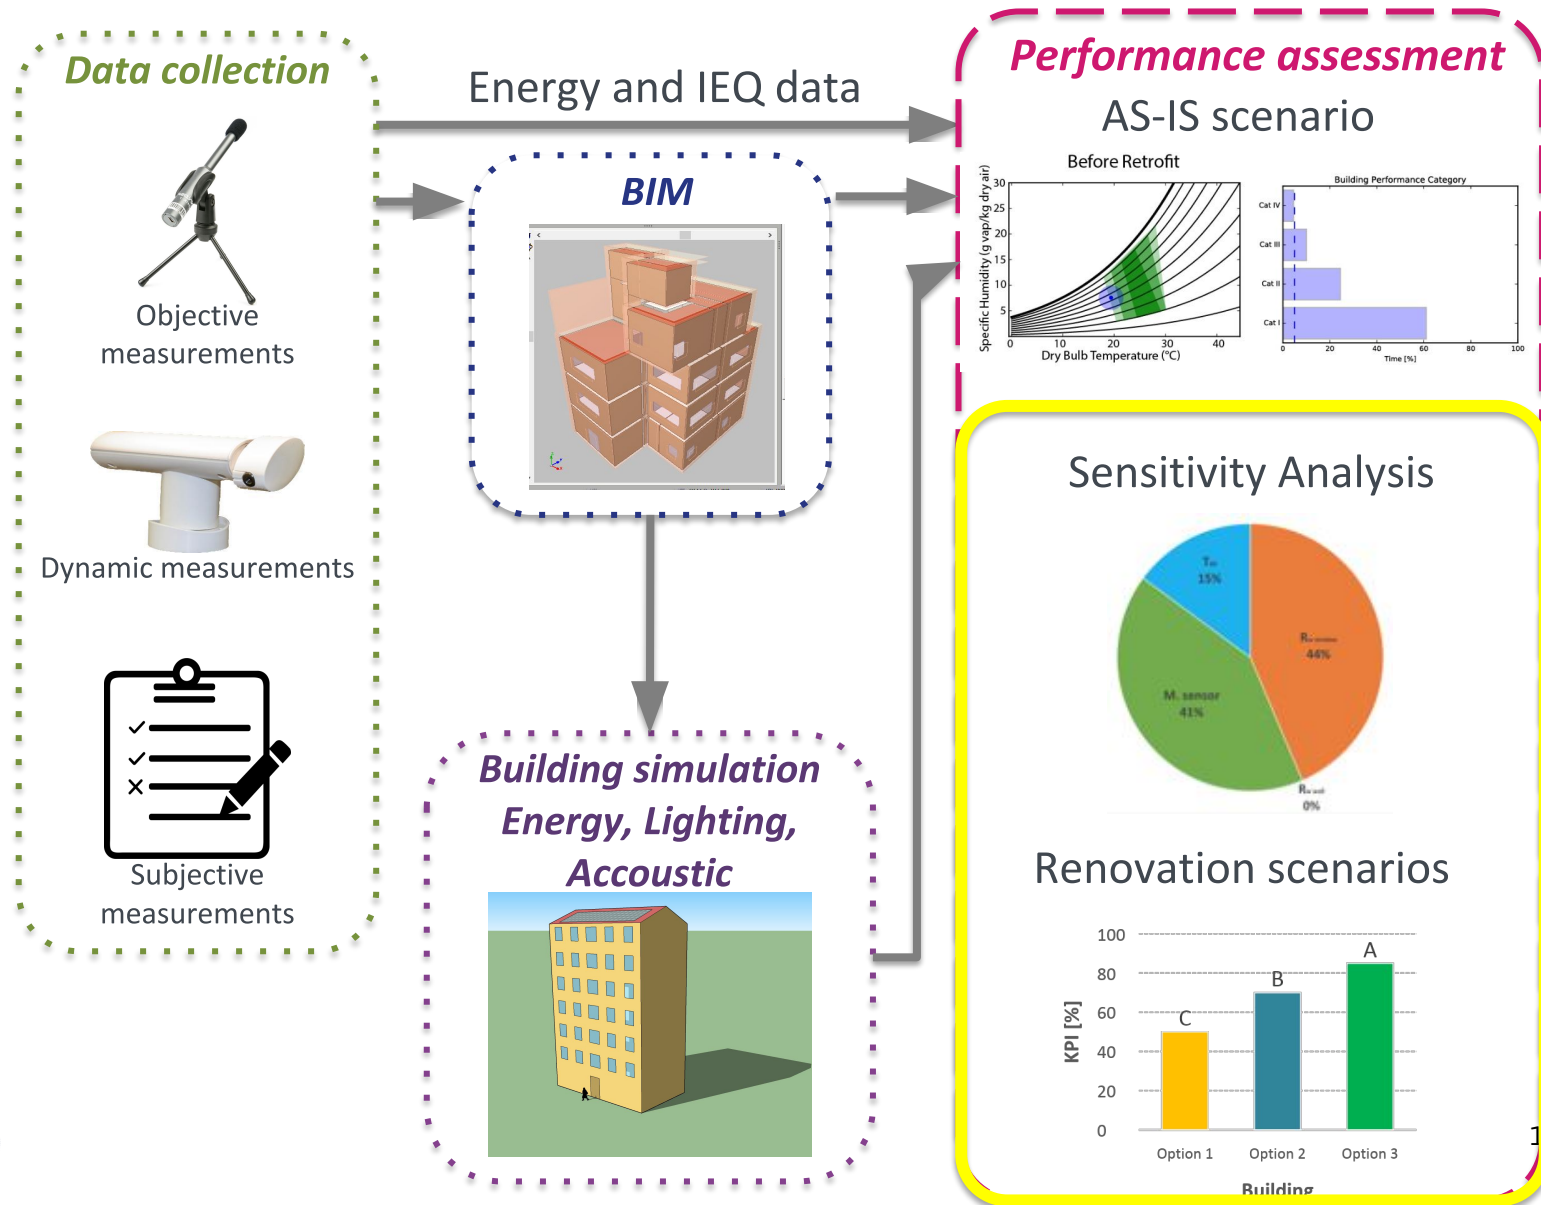 Data collection
Objective
measurements
Dynamic measurements
Subjective
measurements
Energy and IEQ data
BIM
Building simulation
Energy, Lighting,
Accoustic
Performance assessment
AS-IS scenario
Before Retrofit
Specific Humidity (g vap/kg dry air)
30
25
20
15
10
5
0
10
20
30
40
Dry Bulb Temperature (°C)
Building Performance Category
Cat IV
Cat III
Cat II
Cat I
0
20
40
60
80
100
Time [%]
Sensitivity Analysis
15%
44%
M. sensor
41%
0%
Renovation scenarios
KPI [%]
100
80
60
40
20
0
C
B
A
Option 1
Option 2
Option 3
Building